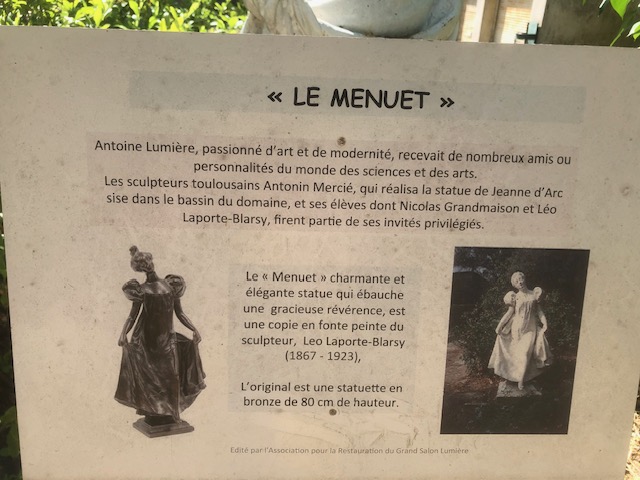 « LE MENUET »
Antoine Lumière, passionné d'art et de modernité, recevait de nombreux amis ou
personnalités du monde des sciences et des arts.
Les sculpteurs toulousains Antonin Mercié, qui réalisa la statue de Jeanne d'Arc
sise dans le bassin du domaine, et ses élèves dont Nicolas Grandmaison et Léo
Laporte-Blarsy, firent partie de ses invités privilégiés.
Le « Menuet » charmante et
élégante statue qui ébauche
une gracieuse révérence, est
une copie en fonte peinte du
sculpteur, Leo Laporte-Blarsy
(1867 - 1923),
L'original est une statuette en
bronze de 80 cm de hauteur.
Edité par l'Association pour la Restauration du Grand Salon Lumière